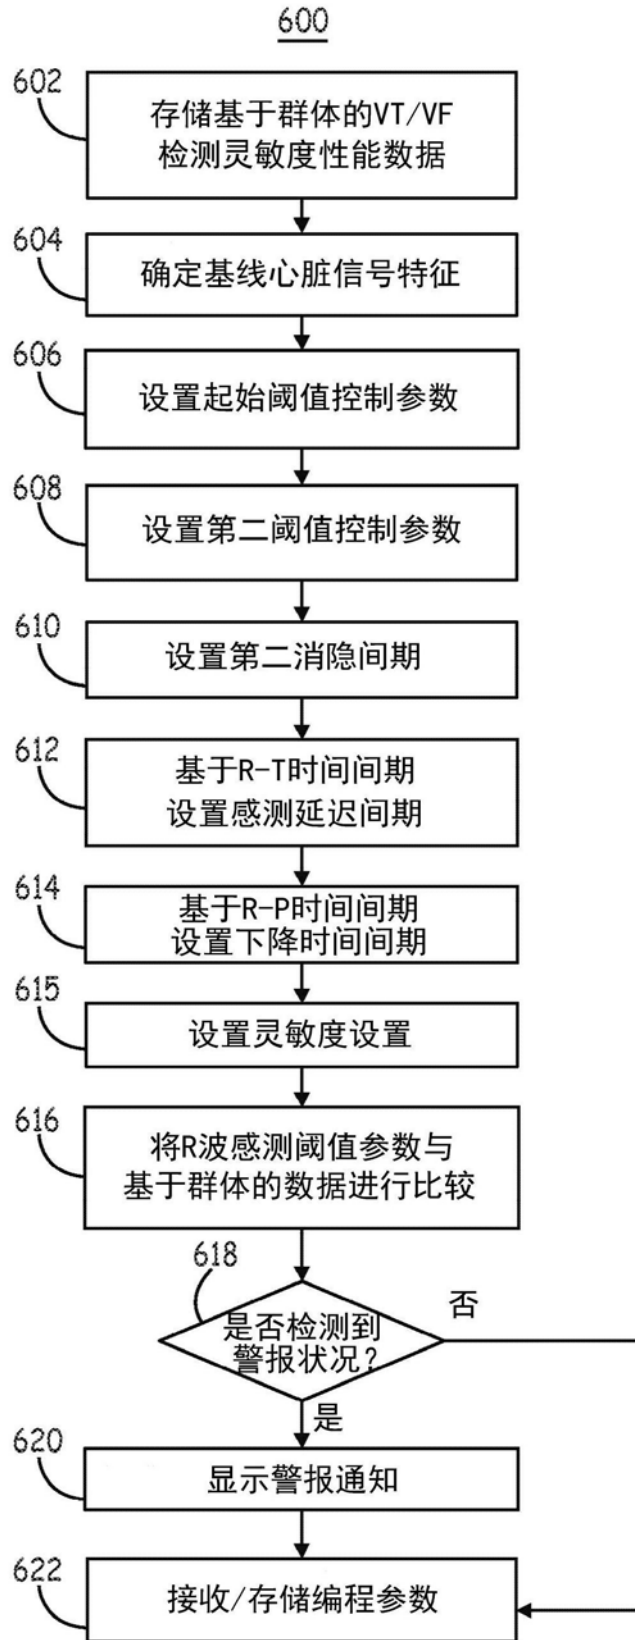 600
602
存储基于群体的VT/VF
检测灵敏度性能数据
604
确定基线心脏信号特征
606
设置起始阈值控制参数
608
设置第二阈值控制参数
610
设置第二消隐间期
612
基于R-T时间间期
设置感测延迟间期
614
基于R-P时间间期
设置下降时间间期
615
设置灵敏度设置
616
将R波感测阈值参数与
基于群体的数据进行比较
618
是否检测到
警报状况?
否
是
620
显示警报通知
622
接收/存储编程参数